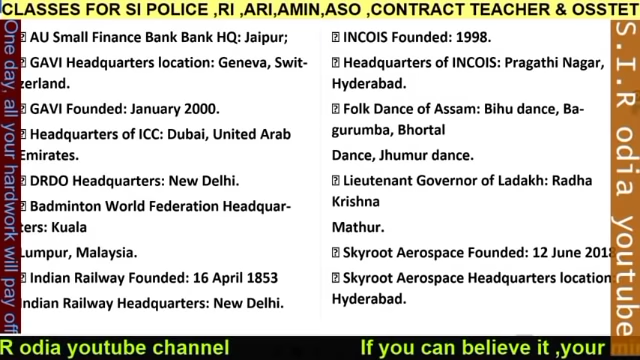 CLASSES FOR SI POLICE ,RI ,ARI,AMIN,ASO ,CONTRACT TEACHER & OSSTET
One day, all your hardwork will pay off
AU Small Finance Bank Bank HQ: Jaipur;
GAVI Headquarters location: Geneva, Swit-
zerland.
GAVI Founded: January 2000.
Headquarters of ICC: Dubai, United Arab
Emirates.
DRDO Headquarters: New Delhi.
Badminton World Federation Headquar-
ters: Kuala
Lumpur, Malaysia.
Indian Railway Founded: 16 April 1853
Indian Railway Headquarters: New Delhi.
INCOIS Founded: 1998.
Headquarters of INCOIS: Pragathi Nagar,
Hyderabad.
Folk Dance of Assam: Bihu dance, Ba-
gurumba, Bhortal
Dance, Jhumur dance.
Lieutenant Governor of Ladakh: Radha
Krishna
Mathur.
Skyroot Aerospace Founded: 12 June 2018
Skyroot Aerospace Headquarters location
Hyderabad.
S.I.R odia youtube
R odia youtube channel
If you can believe it ,your